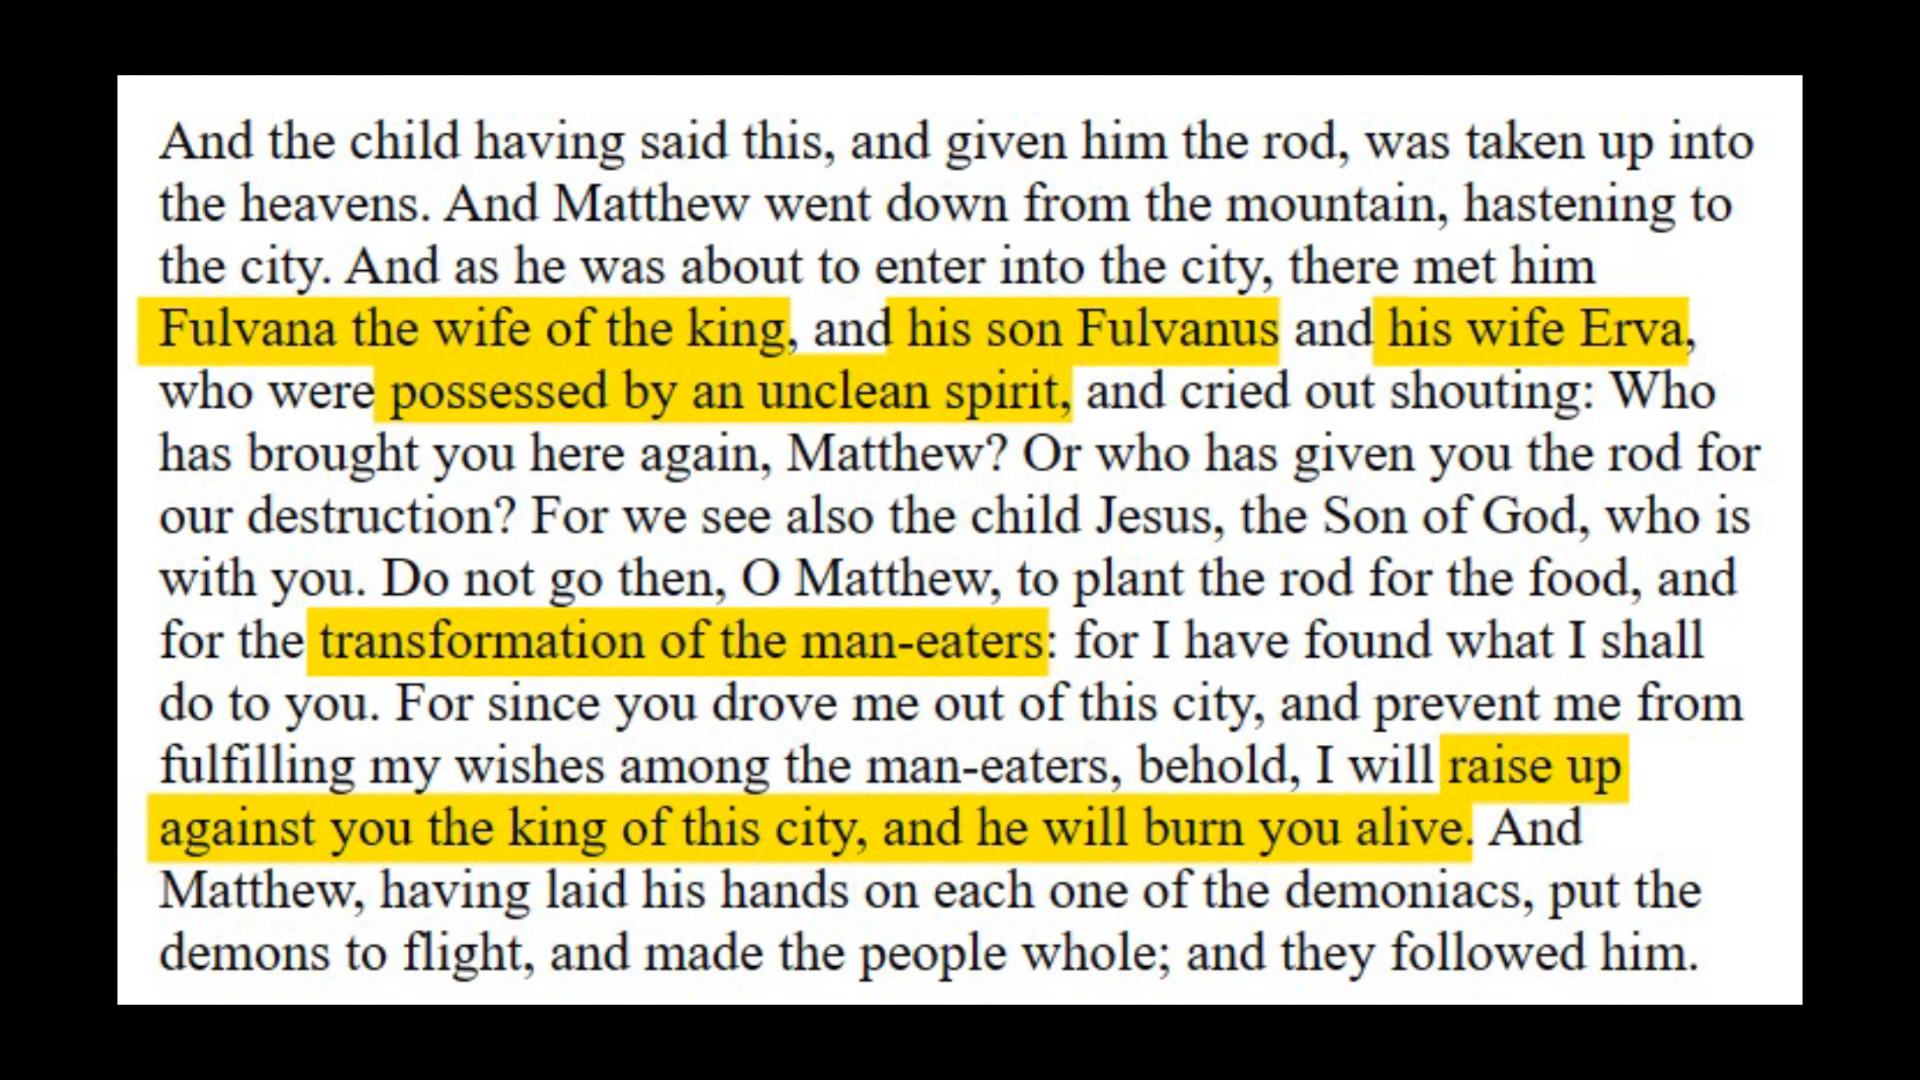 And the child having said this, and given him the rod, was taken up into
the heavens. And Matthew went down from the mountain, hastening to
the city. And as he was about to enter into the city, there met him
Fulvana the wife of the king, and his son Fulvanus and his wife Erva,
who were possessed by an unclean spirit, and cried out shouting: Who
has brought you here again, Matthew? Or who has given you the rod for
our destruction? For we see also the child Jesus, the Son of God, who is
with you. Do not go then, O Matthew, to plant the rod for the food, and
for the transformation of the man-eaters: for I have found what I shall
do to you. For since you drove me out of this city, and prevent me from
fulfilling my wishes among the man-eaters, behold, I will raise up
against you the king of this city, and he will burn you alive. And
Matthew, having laid his hands on each one of the demoniacs, put the
demons to flight, and made the people whole; and they followed him.